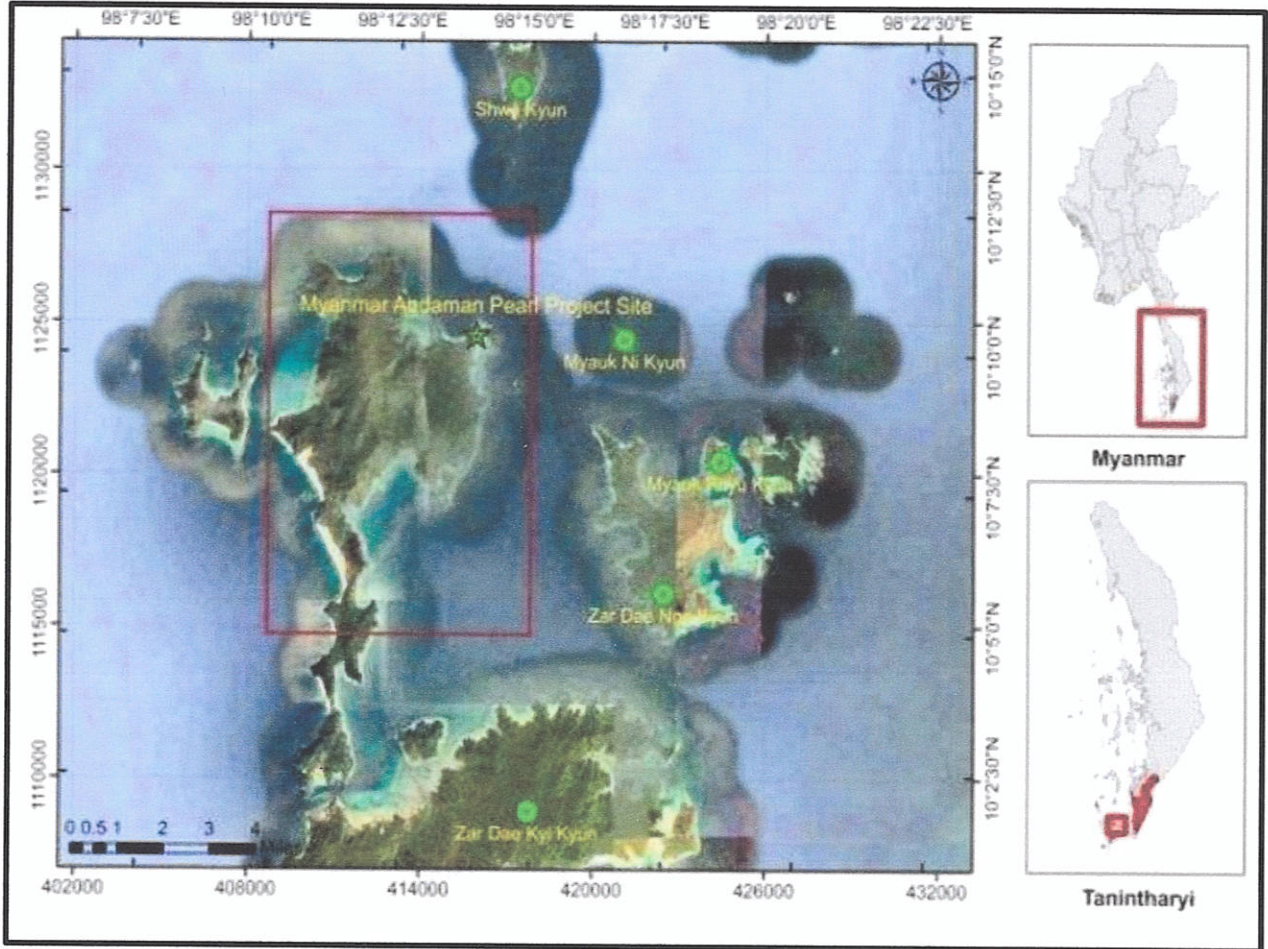 98°7'30"E 98°10'0"E 98°12'30"E 98°15'0"E 98°17'30"E 98°20'0"E 98°22'30"E
10°15'0"N
10°12'30"N
10°10'0"N
10°7'30"N
10°5'0"N
10°2'30"N
1130000
1125000
1120000
1115000
1110000
Shwe Kyun
Myanmar Andaman Pearl Project Site
Myauk Ni Kyun
Myauk
Zar Dae
Zar Dae Kyi Kyun
0 0.5 1 2 3 4
402000 408000 414000 420000 426000 432000
Myanmar
Tanintharyi